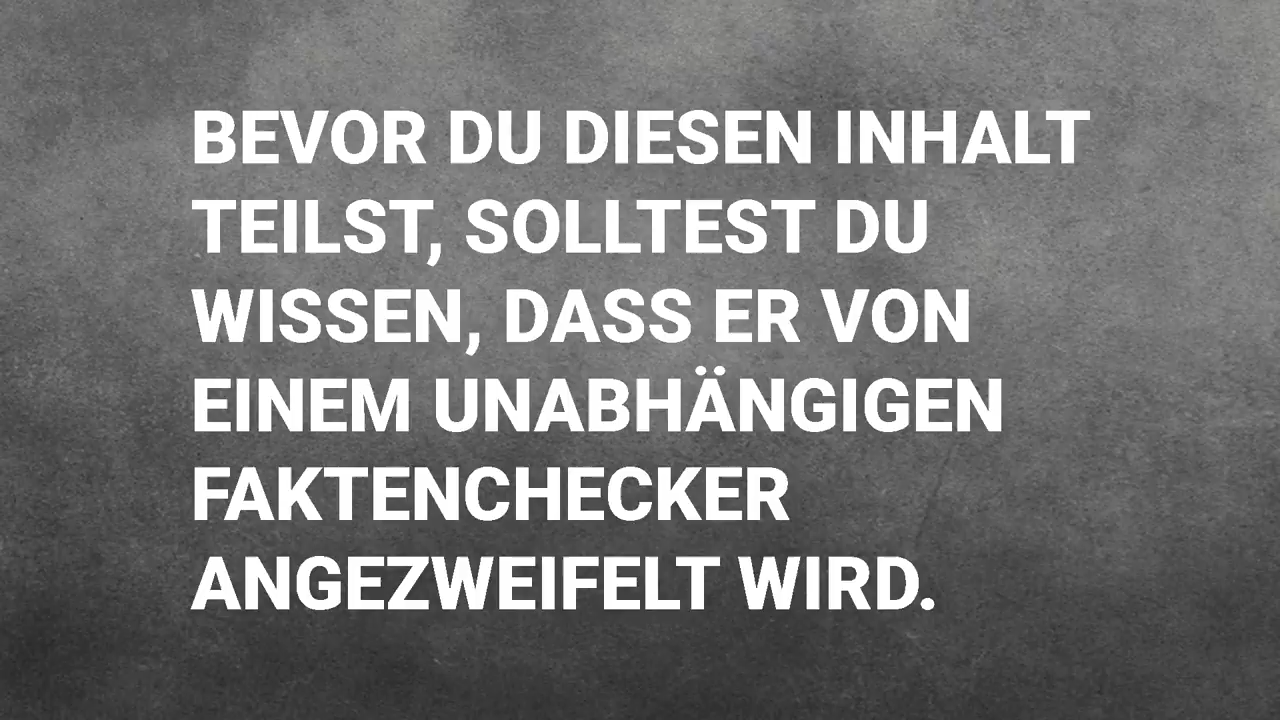 BEVOR DU DIESEN INHALT
TEILST, SOLLTEST DU
WISSEN, DASS ER VON
EINEM UNABHÄNGIGEN
FAKTENCHECKER
ANGEZWEIFELT WIRD.